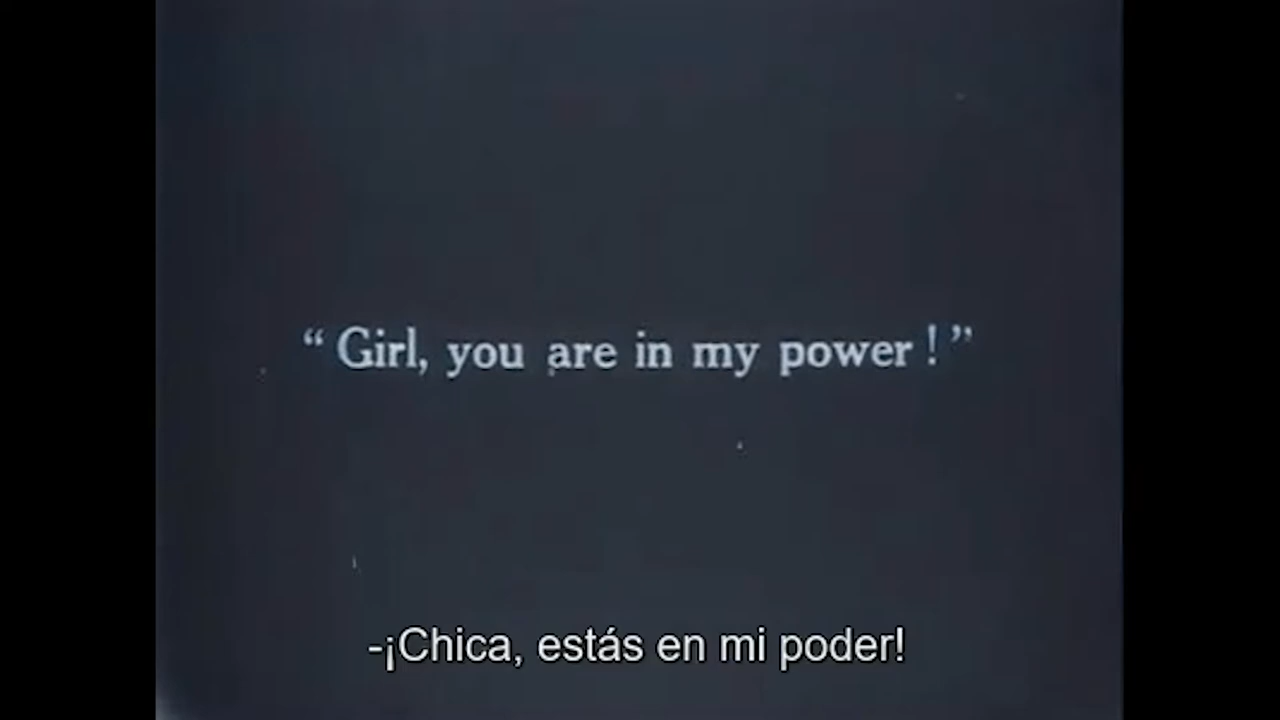 “ Girl, you are in my power ! ”
-¡Chica, estás en mi poder!